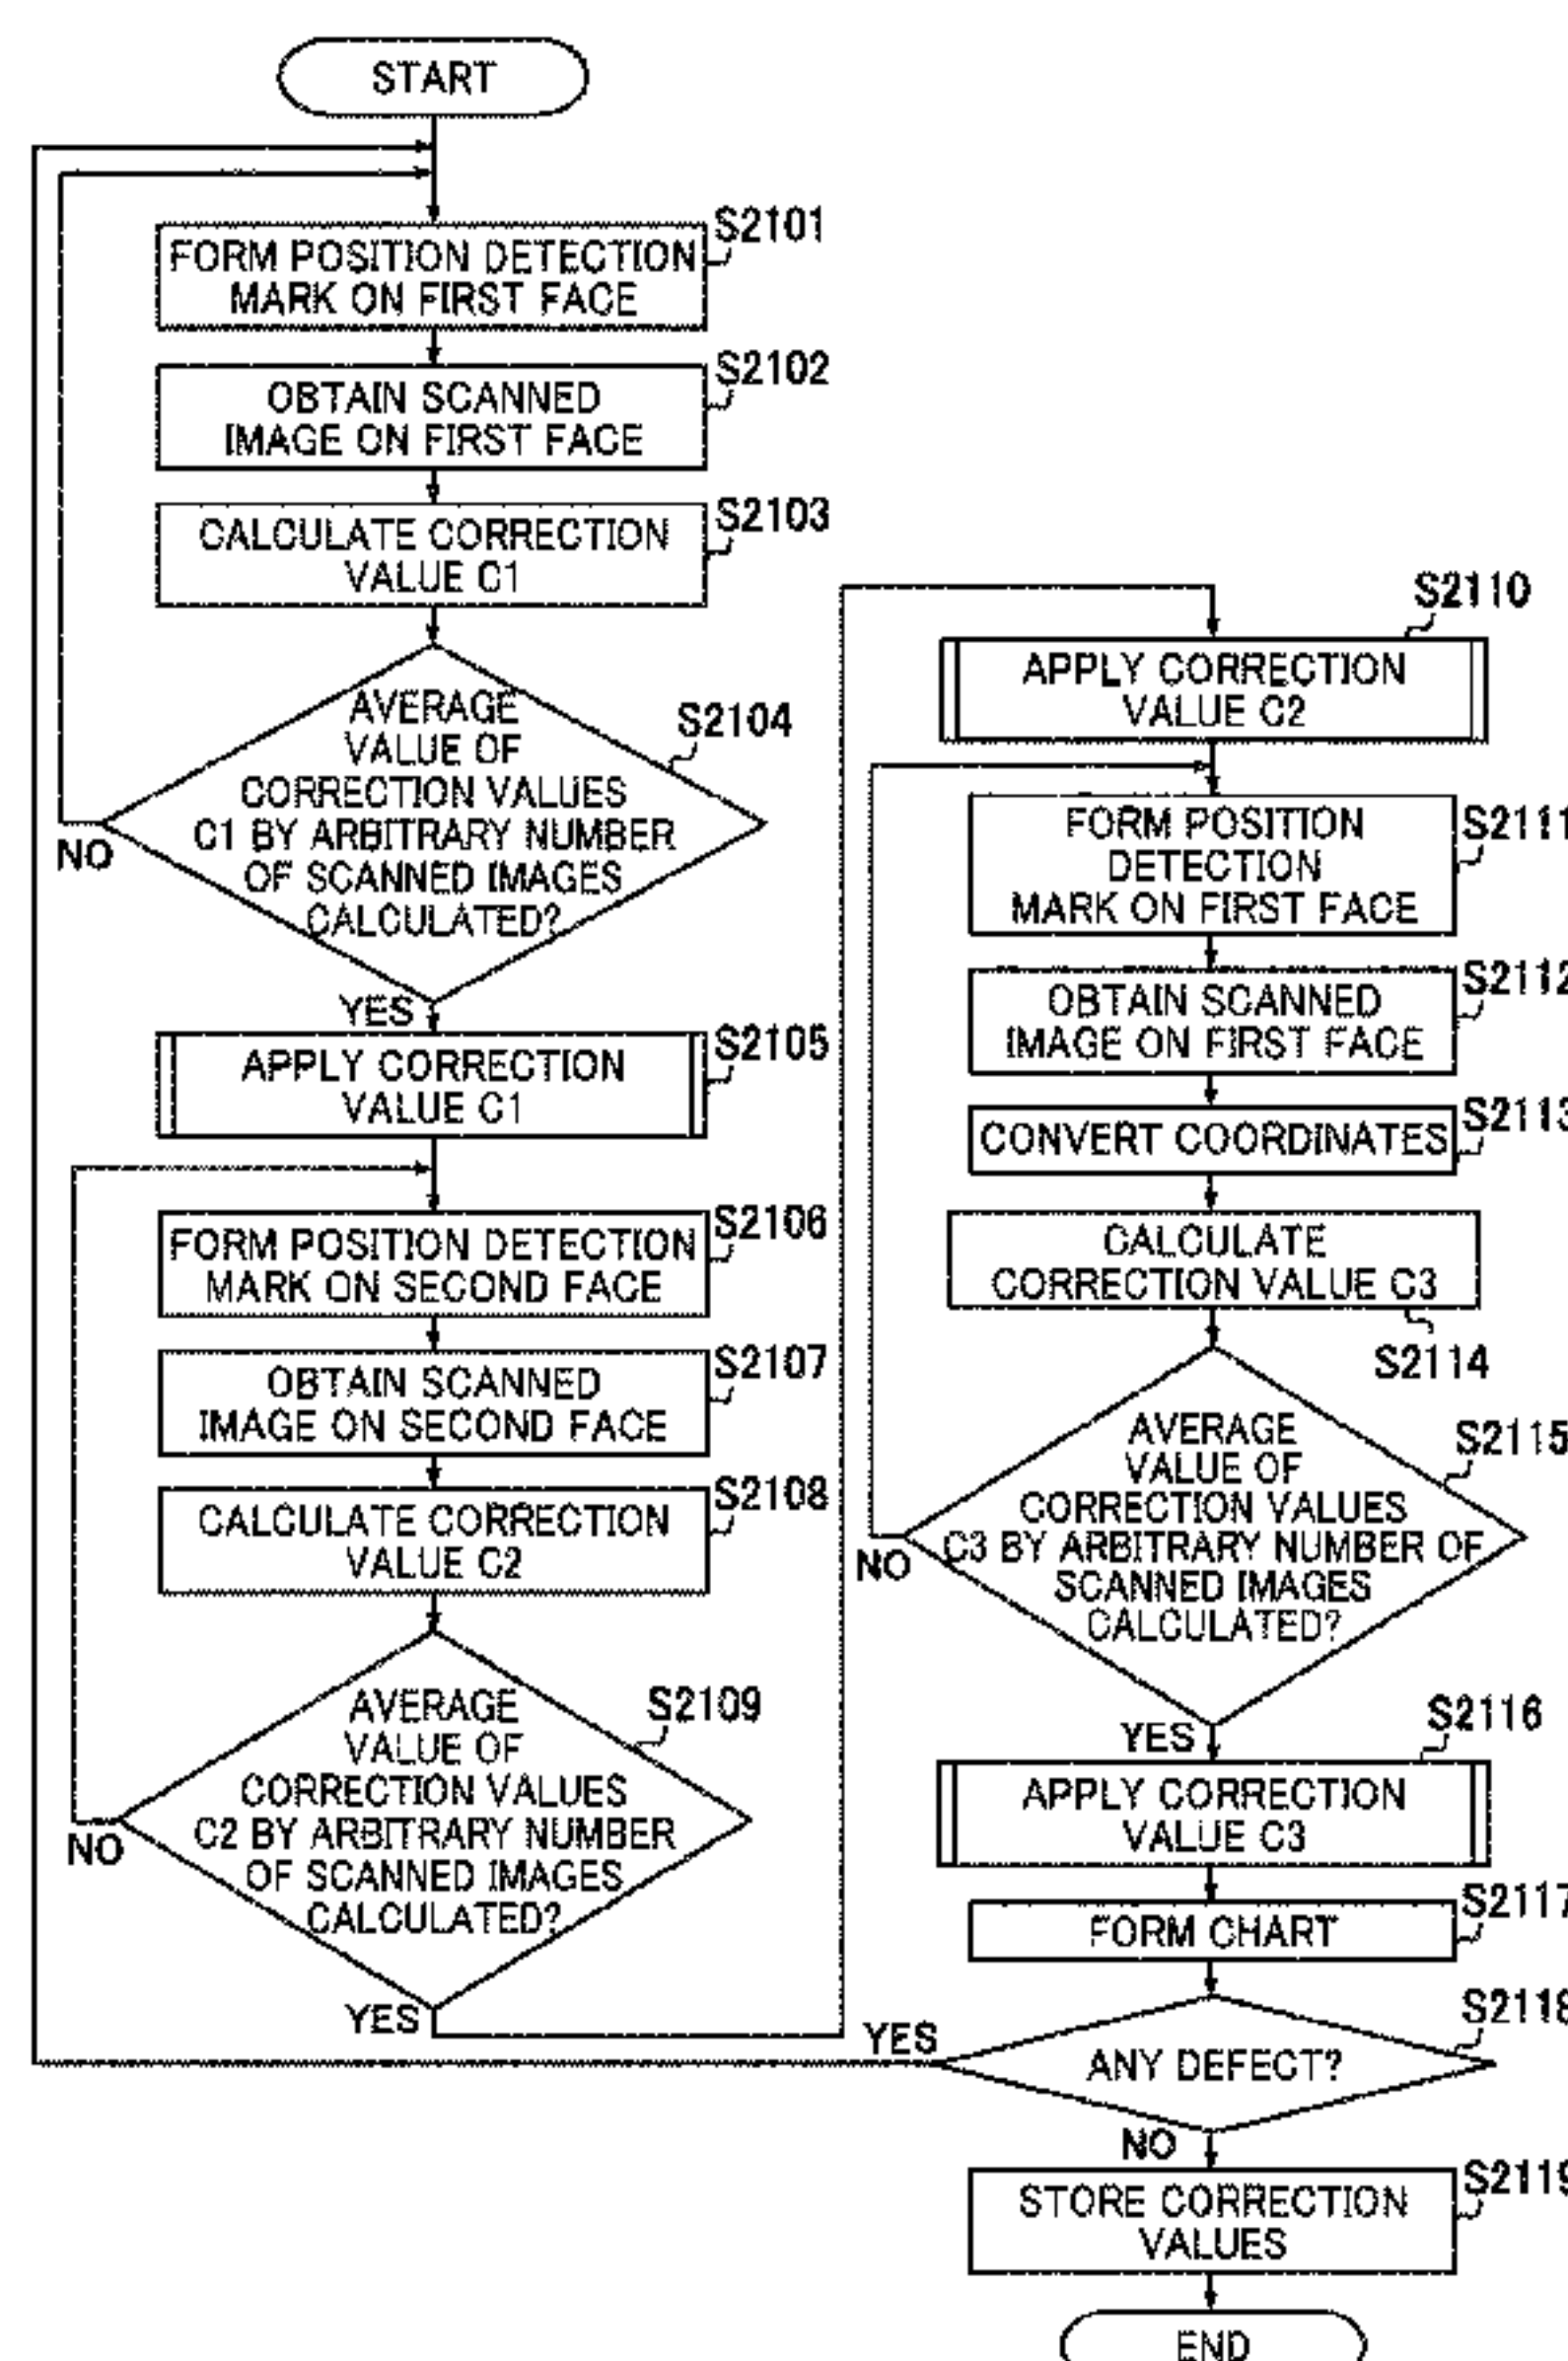 START
S2101
FORM POSITION DETECTION
MARK ON FIRST FACE
S2102
OBTAIN SCANNED
IMAGE ON FIRST FACE
S2103
CALCULATE CORRECTION
VALUE C1
S2104
AVERAGE
VALUE OF
CORRECTION VALUES
C1 BY ARBITRARY NUMBER
OF SCANNED IMAGES
CALCULATED?
NO
YES
S2105
APPLY CORRECTION
VALUE C1
S2106
FORM POSITION DETECTION
MARK ON SECOND FACE
S2107
OBTAIN SCANNED
IMAGE ON SECOND FACE
S2108
CALCULATE CORRECTION
VALUE C2
S2109
AVERAGE
VALUE OF
CORRECTION VALUES
C2 BY ARBITRARY NUMBER
OF SCANNED IMAGES
CALCULATED?
NO
YES
S2110
APPLY CORRECTION
VALUE C2
S2111
FORM POSITION
DETECTION
MARK ON FIRST FACE
S2112
OBTAIN SCANNED
IMAGE ON FIRST FACE
S2113
CONVERT COORDINATES
CALCULATE
CORRECTION VALUE C3
S2114
S2115
AVERAGE
VALUE OF
CORRECTION VALUES
C3 BY ARBITRARY NUMBER OF
SCANNED IMAGES
CALCULATED?
NO
YES
S2116
APPLY CORRECTION
VALUE C3
S2117
FORM CHART
S2118
ANY DEFECT?
YES
NO
S2119
STORE CORRECTION
VALUES
END